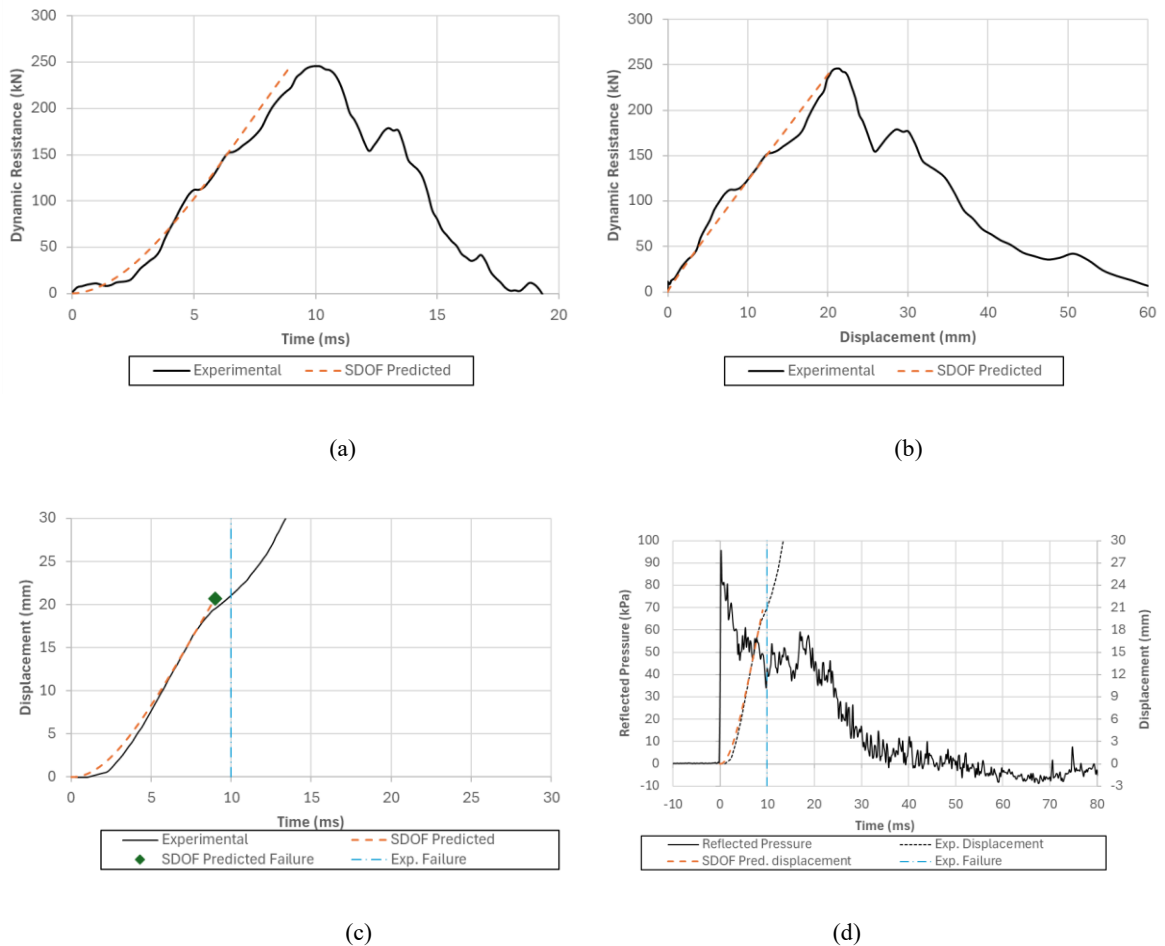 300
250
200
150
100
50
0
Dynamic Resistance (kN)
0 5 10 15 20
Time (ms)
Experimental SDOF Predicted
(a)
300
250
200
150
100
50
0
Dynamic Resistance (kN)
0 10 20 30 40 50 60
Displacement (mm)
Experimental SDOF Predicted
(b)
30
25
20
15
10
5
0
Displacement (mm)
0 5 10 15 20 25 30
Time (ms)
Experimental SDOF Predicted
SDOF Predicted Failure Exp. Failure
(c)
100
90
80
70
60
50
40
30
20
10
0
-10
Reflected Pressure (kPa)
30
27
24
21
18
15
12
9
6
3
0
-3
Displacement (mm)
-10 0 10 20 30 40 50 60 70 80
Time (ms)
Reflected Pressure Exp. Displacement
SDOF Pred. displacement Exp. Failure
(d)